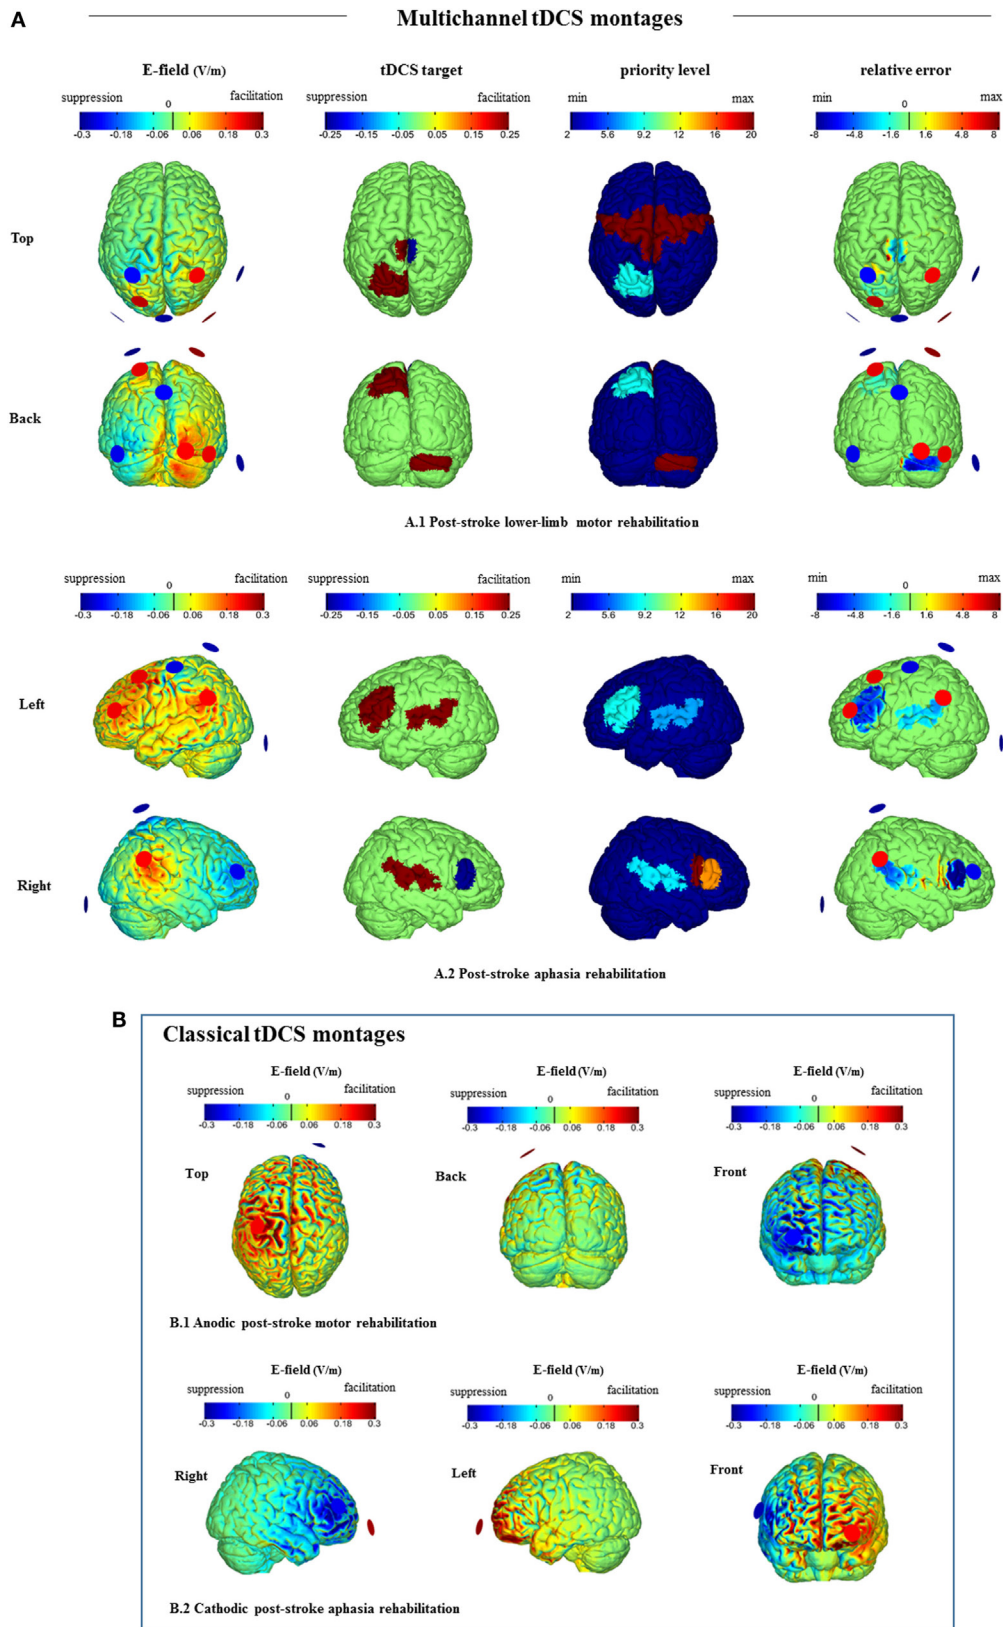 A
Multichannel tDCS montages
E-field (V/m) tDCS target priority level relative error
suppression 0 facilitation suppression facilitation min max min 0 max
-0.3 -0.18 0.06 0.06 0.18 0.3 -0.25 -0.15 -0.05 0.05 0.15 0.25 2 5.6 9.2 12 16 20 -8 -4.8 -1.6 1.6 4.8 8
Top
Back
A.1 Post-stroke lower-limb motor rehabilitation
suppression 0 facilitation suppression facilitation min max min 0 max
-0.3 -0.18 -0.06 0.06 0.18 0.3 -0.25 -0.15 -0.05 0.05 0.15 0.25 2 5.6 9.2 12 16 20 -8 -4.8 -1.6 1.6 4.8 8
Left
Right
A.2 Post-stroke aphasia rehabilitation
B
Classical tDCS montages
E-field (V/m) E-field (V/m) E-field (V/m)
suppression 0 facilitation suppression 0 facilitation suppression 0 facilitation
-0.3 -0.18 -0.06 0.06 0.18 0.3 -0.3 -0.18 -0.06 0.06 0.18 0.3 -0.3 -0.18 -0.06 0.06 0.18 0.3
Top Back Front
B.1 Anodic post-stroke motor rehabilitation
E-field (V/m) E-field (V/m) E-field (V/m)
suppression 0 facilitation suppression 0 facilitation suppression 0 facilitation
-0.3 -0.18 -0.06 0.06 0.18 0.3 -0.3 -0.18 -0.06 0.06 0.18 0.3 -0.3 -0.18 -0.06 0.06 0.18 0.3
Right Left Front
B.2 Cathodic post-stroke aphasia rehabilitation